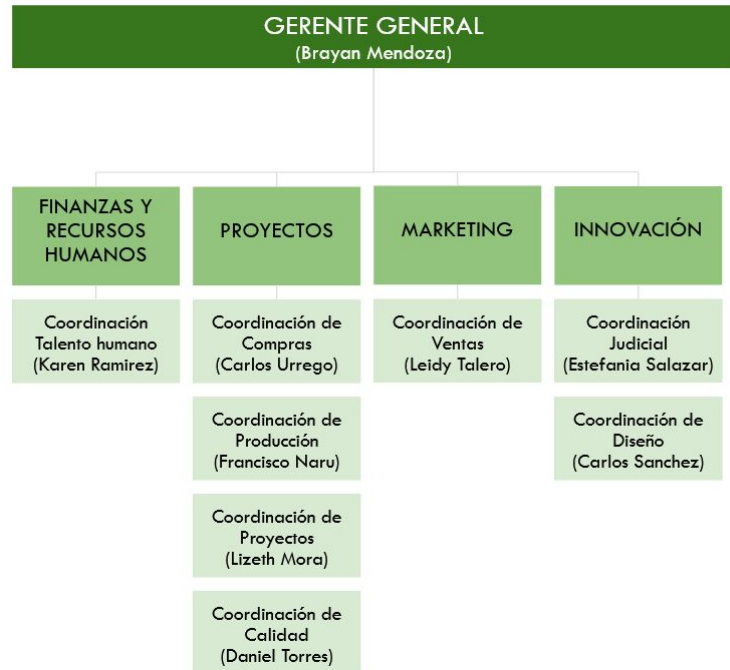 GERENTE GENERAL
(Brayan Mendoza)
FINANZAS Y
RECURSOS
HUMANOS
PROYECTOS
MARKETING
INNOVACIÓN
Coordinación
Talento humano
(Karen Ramirez)
Coordinación de
Compras
(Carlos Urrego)
Coordinación de
Ventas
(Leidy Talero)
Coordinación
Judicial
(Estefania Salazar)
Coordinación de
Producción
(Francisco Naru)
Coordinación de
Diseño
(Carlos Sanchez)
Coordinación de
Proyectos
(Lizeth Mora)
Coordinación de
Calidad
(Daniel Torres)